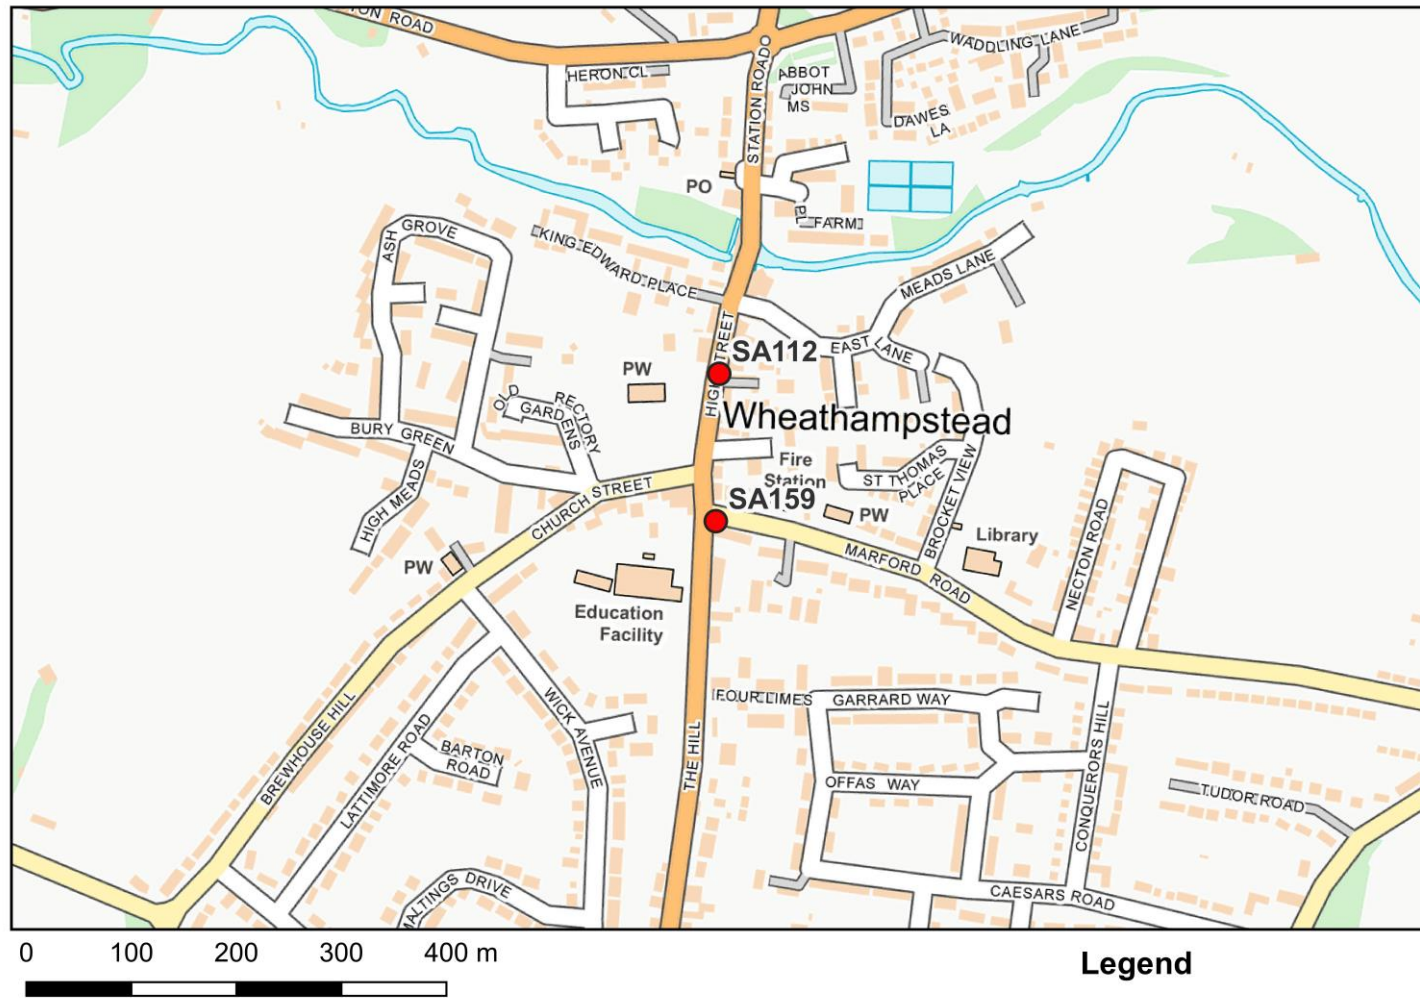 TON ROAD
WADDLING LANE
HERON CL
STATION ROAD
ABBOT
JOHN
MS
DAWES
LA
PO
PL
FARM
ASH GROVE
KING EDWARD PLACE
MEADS LANE
HIGH STREET
SA112
EAST LANE
PW
Wheathampstead
OLD
RECTORY
GARDENS
BURY GREEN
Fire
Station
ST THOMAS
PLACE
HIGH MEADS
CHURCH STREET
SA159
PW
BROCKET VIEW
Library
NECTON ROAD
PW
MARFORD ROAD
Education
Facility
FOUR LIMES
GARRARD WAY
WICK AVENUE
BREWHOUSE HILL
LATTIMORE ROAD
BARTON
ROAD
THE HILL
OFFAS WAY
CONQUERORS HILL
TUDOR ROAD
MALTINGS DRIVE
CAESARS ROAD
0 100 200 300 400 m
Legend